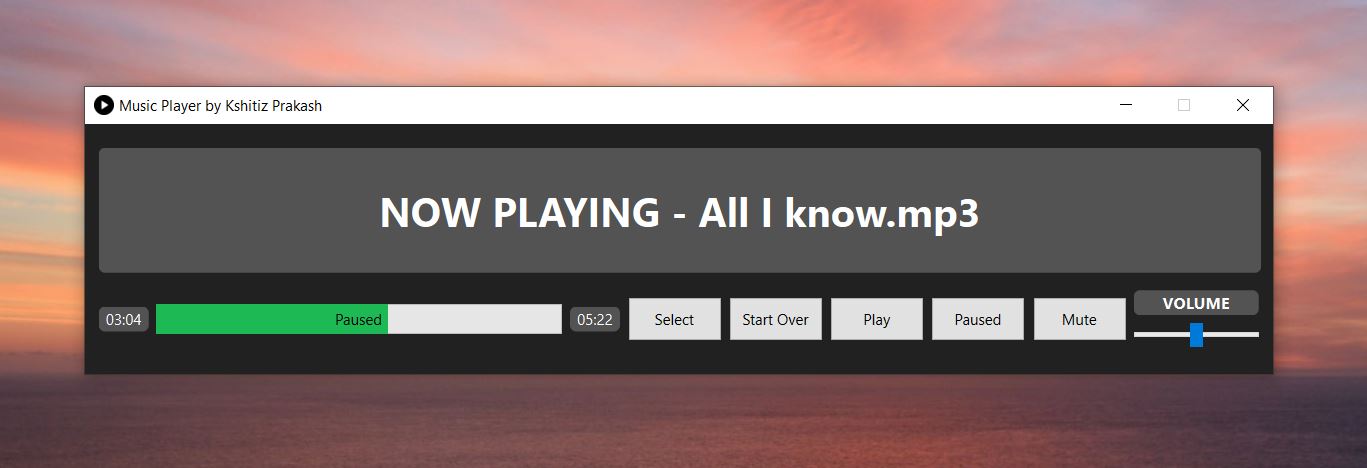 Music Player by Kshitiz Prakash
NOW PLAYING - All I know.mp3
03:04
Paused
05:22
Select
Start Over
Play
Paused
Mute
VOLUME